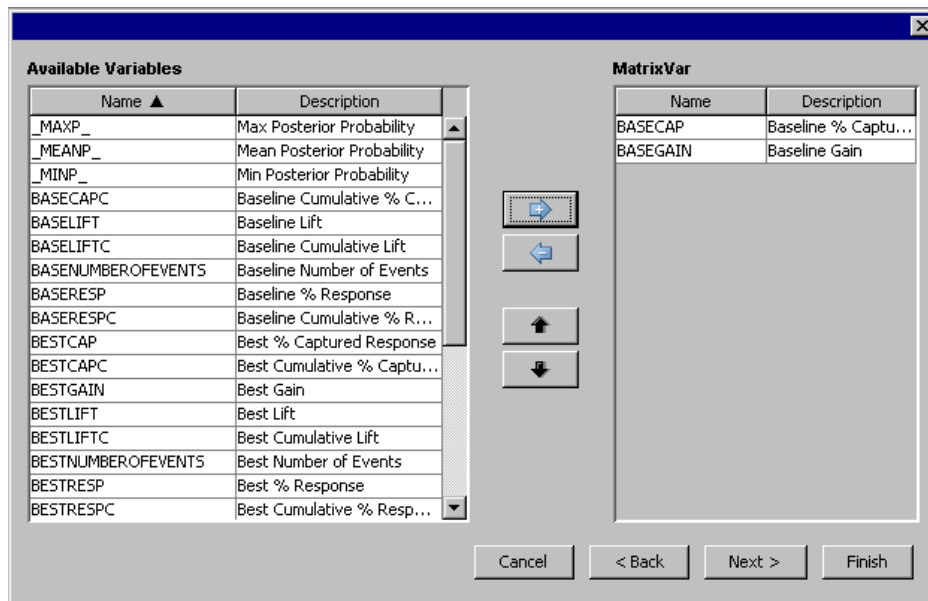 Available Variables
Name ▲ Description
_MAXP_ Max Posterior Probability
_MEANP_ Mean Posterior Probability
_MINP_ Min Posterior Probability
BASECAPC Baseline Cumulative % C...
BASELIFT Baseline Lift
BASELIFTC Baseline Cumulative Lift
BASENUMBEROFEVENTS Baseline Number of Events
BASERESP Baseline % Response
BASERESPC Baseline Cumulative % R...
BESTCAP Best % Captured Response
BESTCAPC Best Cumulative % Captu...
BESTGAIN Best Gain
BESTLIFT Best Lift
BESTLIFTC Best Cumulative Lift
BESTNUMBEROFEVENTS Best Number of Events
BESTRESP Best % Response
BESTRESPC Best Cumulative % Resp...
MatrixVar
Name Description
BASECAP Baseline % Captu...
BASEGAIN Baseline Gain
Cancel < Back Next > Finish